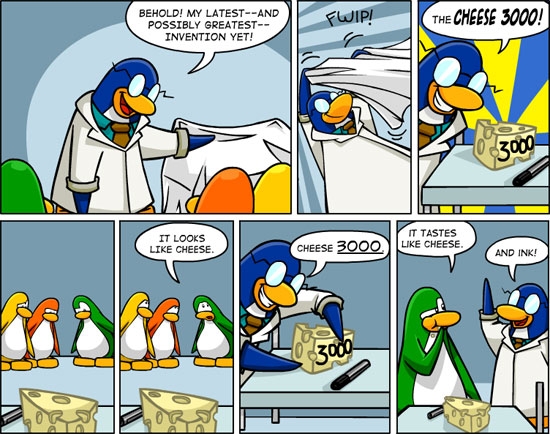 BEHOLD! MY LATEST--AND
POSSIBLY GREATEST--
INVENTION YET!
FWIP!
THE CHEESE 3000!
3000
IT LOOKS
LIKE CHEESE.
CHEESE 3000.
3000
IT TASTES
LIKE CHEESE.
AND INK!